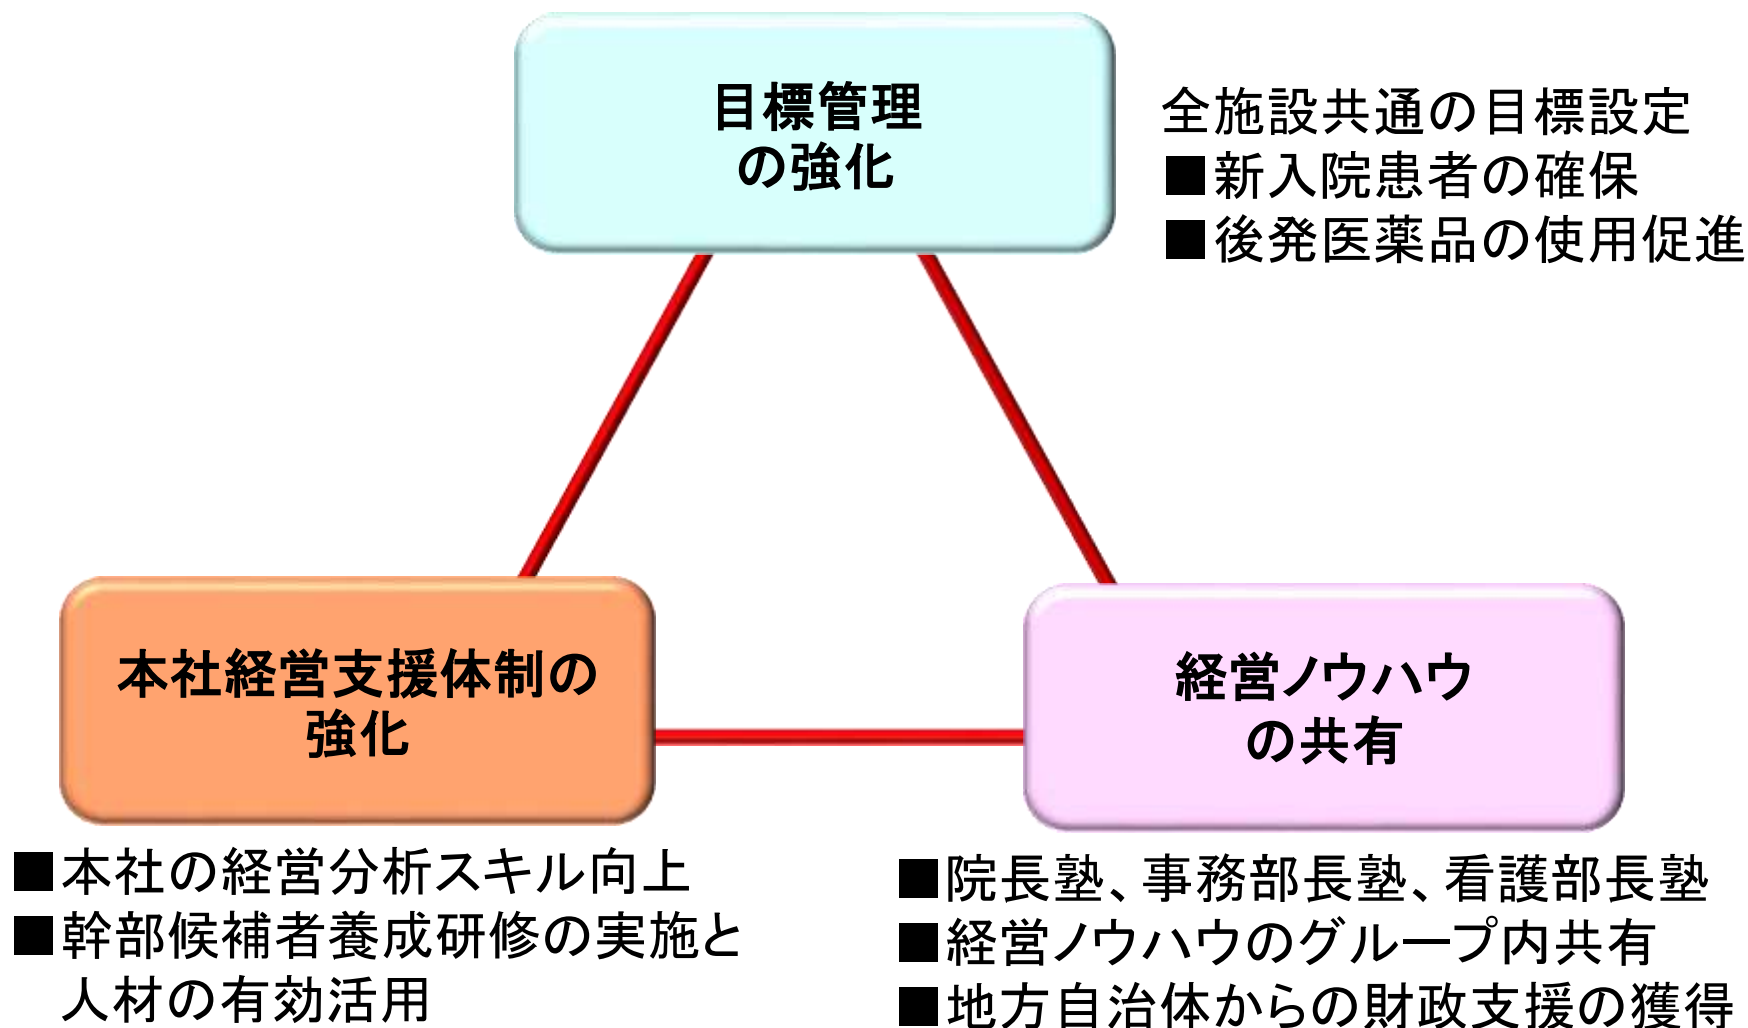 目標管理
の強化
全施設共通の目標設定
■新入院患者の確保
■後発医薬品の使用促進
本社経営支援体制の
強化
■本社の経営分析スキル向上
■幹部候補者養成研修の実施と
人材の有効活用
経営ノウハウ
の共有
■院長塾、事務部長塾、看護部長塾
■経営ノウハウのグループ内共有
■地方自治体からの財政支援の獲得